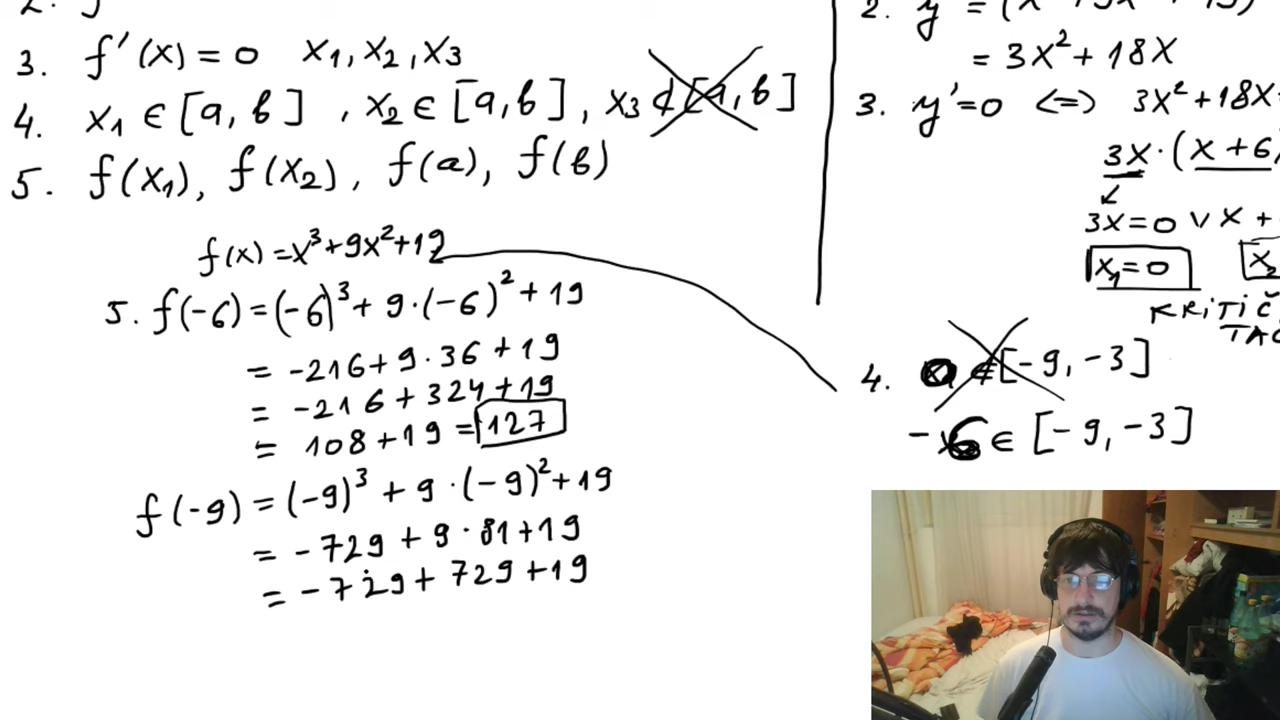 3. f'(x) = 0 x₁, x₂, x₃
4. x₁ ∈ [a, b], x₂ ∈ [a, b], x₃ ∉ [a, b]
5. f(x₁), f(x₂), f(a), f(b)
f(x) = x³ + 9x² + 19
5. f(-6) = (-6)³ + 9·(-6)² + 19
= -216 + 9·36 + 19
= -216 + 324 + 19
= 108 + 19 = 127
f(-9) = (-9)³ + 9·(-9)² + 19
= -729 + 9·81 + 19
= -729 + 729 + 19
= 3x² + 18x
3. y' = 0 <=> 3x² + 18x
3x · (x + 6
3x = 0 ∨ x +
x₁ = 0 x₂
KRITIČ
TAČ
4. ∉ [-9, -3]
-6 ∈ [-9, -3]